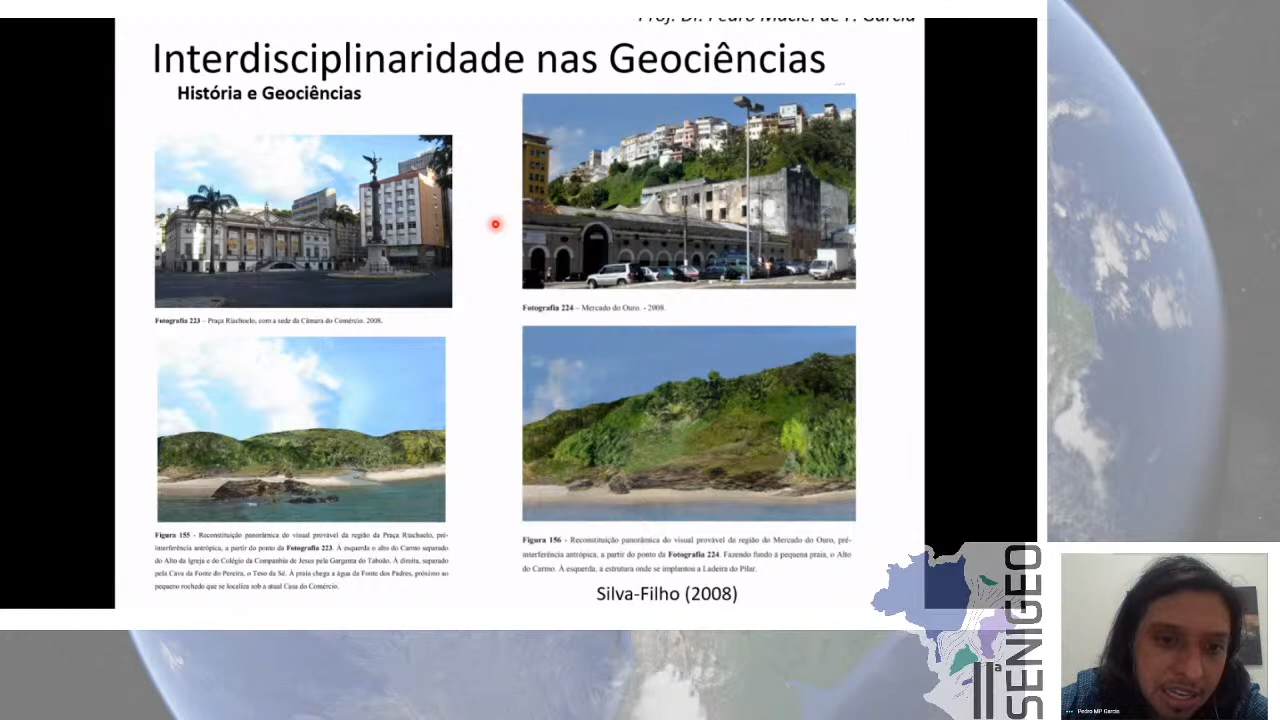 Prof. Dr. Pedro Maciel de P. Garcia
Interdisciplinaridade nas Geociências
História e Geociências
Fotografia 223 – Praça Riachuelo, com a sede da Câmara do Comércio. 2008.
Fotografia 224 – Mercado do Ouro. - 2008.
Figura 155 - Reconstituição panorâmica do visual provável da região da Praça Riachuelo, pré-
interferência antrópica, a partir do ponto da Fotografia 223. À esquerda o alto do Carmo separado
do Alto da Igreja e do Colégio da Companhia de Jesus pela Garganta do Taboão. À direita, separado
pela Cava da Fonte do Pereira, o Teso da Sé. À praia chega a água da Fonte dos Padres, próximo ao
pequeno rochedo que se localiza sob a atual Casa do Comércio.
Figura 156 - Reconstituição panorâmica do visual provável da região do Mercado do Ouro, pré-
interferência antrópica, a partir do ponto da Fotografia 224. Fazendo fundo à pequena praia, o Alto
do Carmo. À esquerda, a estrutura onde se implantou a Ladeira do Pilar.
Silva-Filho (2008)
IIª SENIGEO
Pedro MP Garcia